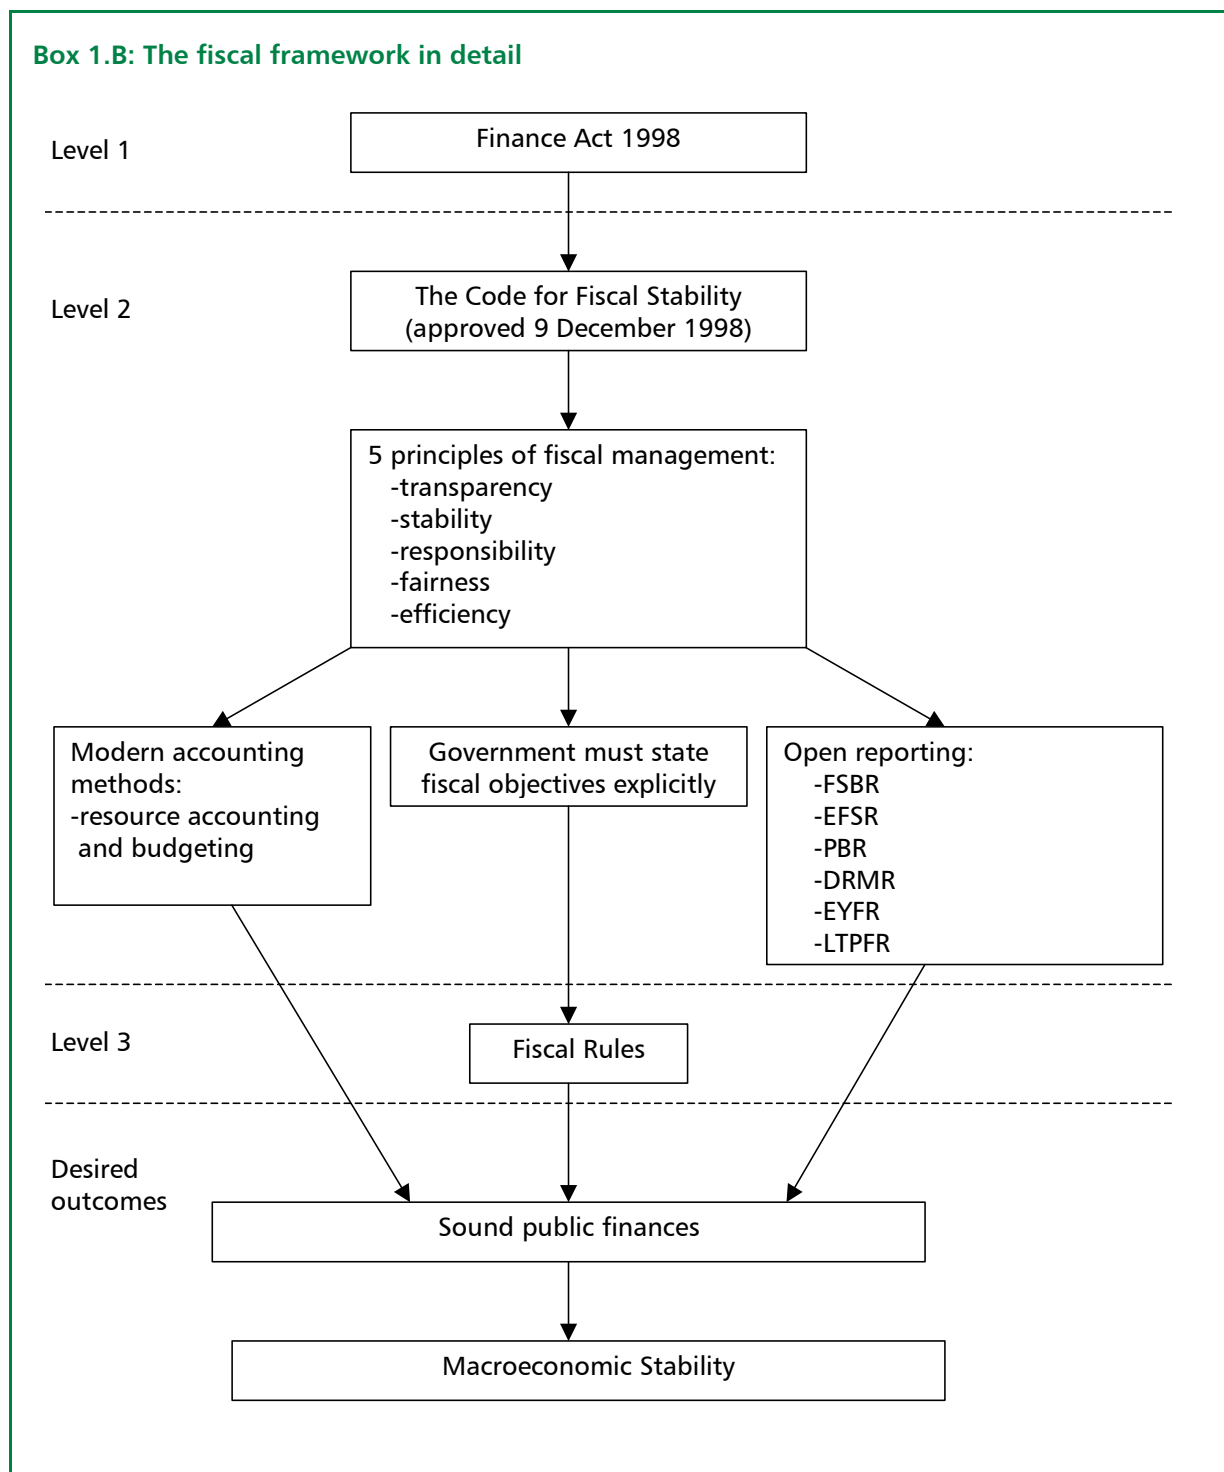 Box 1.B: The fiscal framework in detail
Level 1
Finance Act 1998
Level 2
The Code for Fiscal Stability
(approved 9 December 1998)
5 principles of fiscal management:
-transparency
-stability
-responsibility
-fairness
-efficiency
Modern accounting
methods:
-resource accounting
and budgeting
Government must state
fiscal objectives explicitly
Open reporting:
-FSBR
-EFSR
-PBR
-DRMR
-EYFR
-LTPFR
Level 3
Fiscal Rules
Desired
outcomes
Sound public finances
Macroeconomic Stability